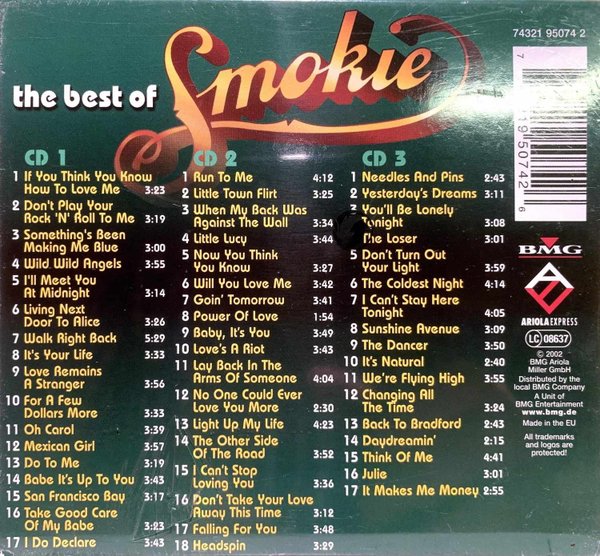 the best of Smokie
74321 95074 2
CD 1
1 If You Think You Know
How To Love Me 3:23
2 Don't Play Your
Rock 'N' Roll To Me 3:19
3 Something's Been
Making Me Blue 3:00
4 Wild Wild Angels 3:55
5 I'll Meet You
At Midnight 3:14
6 Living Next
Door To Alice 3:26
7 Walk Right Back 3:29
8 It's Your Life 3:33
9 Love Remains
A Stranger 3:56
10 For A Few
Dollars More 3:33
11 Oh Carol 3:39
12 Mexican Girl 3:57
13 Do To Me 3:39
14 Babe It's Up To You 3:43
15 San Francisco Bay 3:17
16 Take Good Care
Of My Babe 3:23
17 I Do Declare 3:43
CD 2
1 Run To Me 4:12
2 Little Town Flirt 3:25
3 When My Back Was
Against The Wall 3:34
4 Little Lucy 3:44
5 Now You Think
You Know 3:27
6 Will You Love Me 3:32
7 Goin' Tomorrow 3:41
8 Power Of Love 1:54
9 Baby, It's You 3:49
10 Love's A Riot 3:43
11 Lay Back In The
Arms Of Someone 4:04
12 No One Could Ever
Love You More 2:30
13 Light Up My Life 4:23
14 The Other Side
Of The Road 3:52
15 I Can't Stop
Loving You 3:36
16 Don't Take Your Love
Away This Time 3:12
17 Falling For You 3:48
18 Headspin 3:29
CD 3
1 Needles And Pins 2:43
2 Yesterday's Dreams 3:11
3 You'll Be Lonely
Tonight 3:08
4 The Loser 3:01
5 Don't Turn Out
Your Light 3:59
6 The Coldest Night 4:14
7 I Can't Stay Here
Tonight 4:05
8 Sunshine Avenue 3:09
9 The Dancer 3:50
10 It's Natural 2:40
11 We're Flying High 3:55
12 Changing All
The Time 3:24
13 Back To Bradford 2:43
14 Daydreamin' 2:15
15 Think Of Me 4:41
16 Julie 3:01
17 It Makes Me Money 2:55
BMG
ARIOLA EXPRESS
LC 08637
© 2002
BMG Ariola
Miller GmbH
Distributed by the
local BMG Company
A Unit of
BMG Entertainment
www.bmg.de
Made in the EU
All trademarks
and logos are
protected!